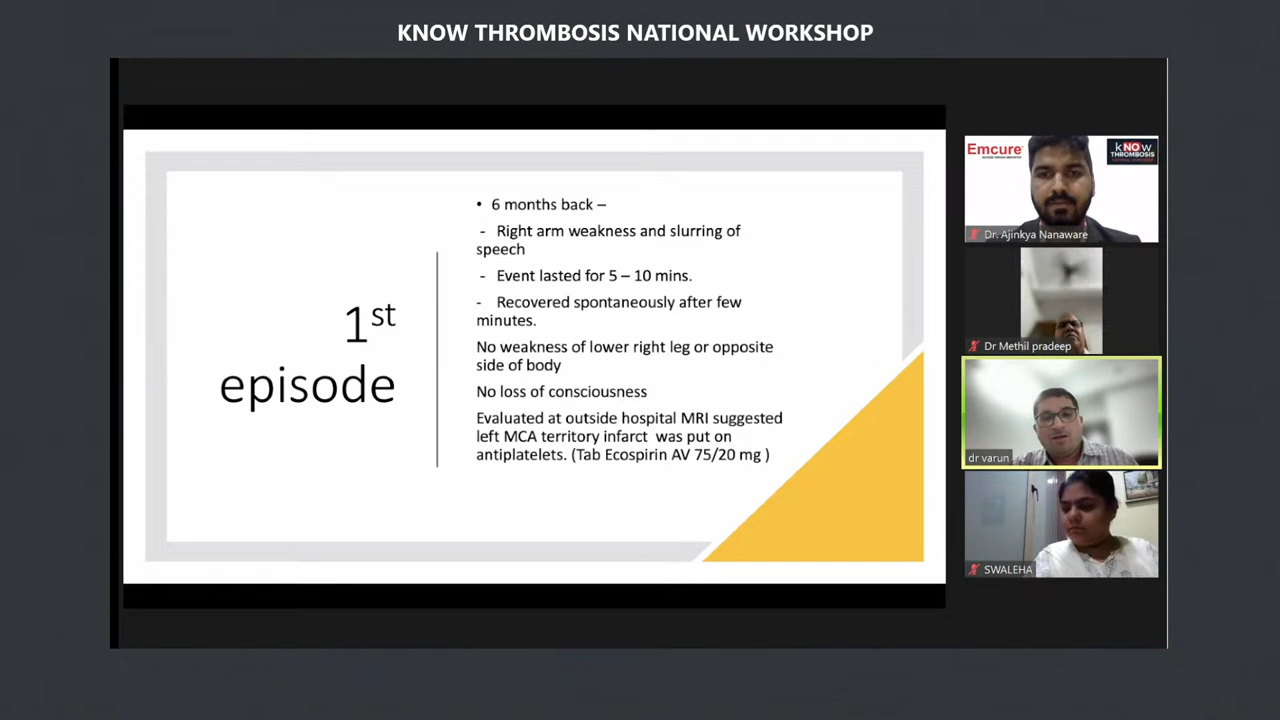 KNOW THROMBOSIS NATIONAL WORKSHOP
1st
episode
• 6 months back –
- Right arm weakness and slurring of
speech
- Event lasted for 5 – 10 mins.
- Recovered spontaneously after few
minutes.
No weakness of lower right leg or opposite
side of body
No loss of consciousness
Evaluated at outside hospital MRI suggested
left MCA territory infarct was put on
antiplatelets. (Tab Ecospirin AV 75/20 mg )
Emcure
kNOw
THROMBOSIS
NATIONAL WORKSHOP
Dr. Ajinkya Nanaware
Dr Methil pradeep
dr varun
SWALEHA